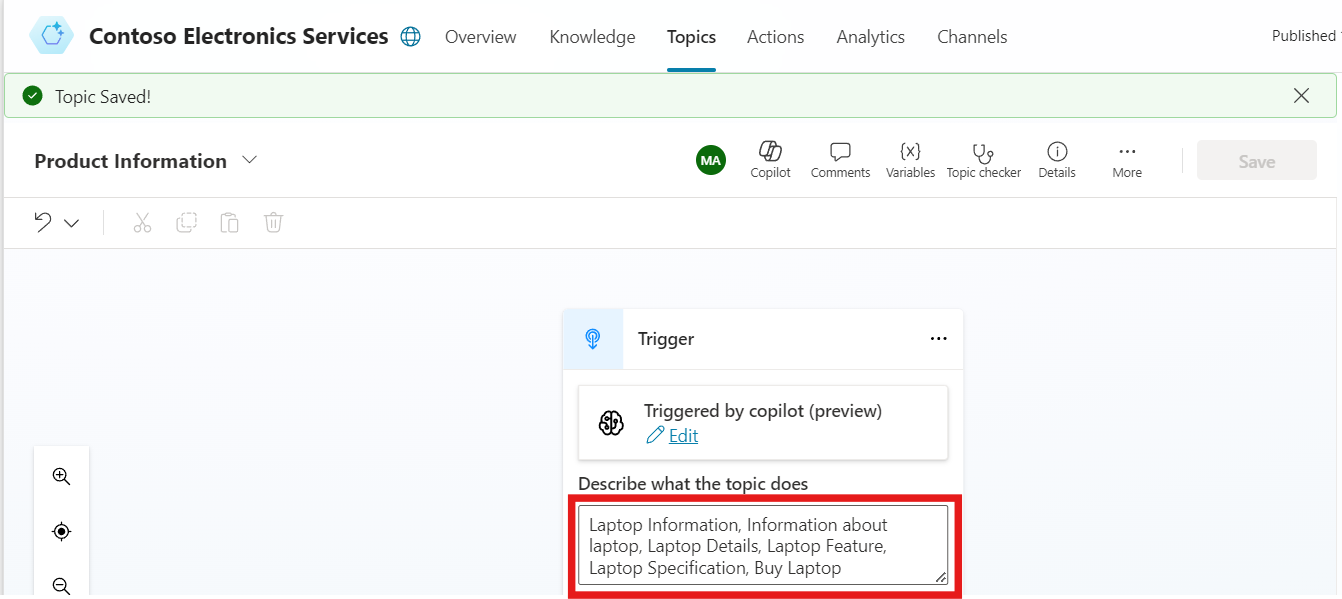 Contoso Electronics Services
Overview
Knowledge
Topics
Actions
Analytics
Channels
Published
Topic Saved!
Product Information
MA
Copilot
Comments
{x}
Variables
Topic checker
Details
More
Save
Trigger
Triggered by copilot (preview)
Edit
Describe what the topic does
Laptop Information, Information about
laptop, Laptop Details, Laptop Feature,
Laptop Specification, Buy Laptop